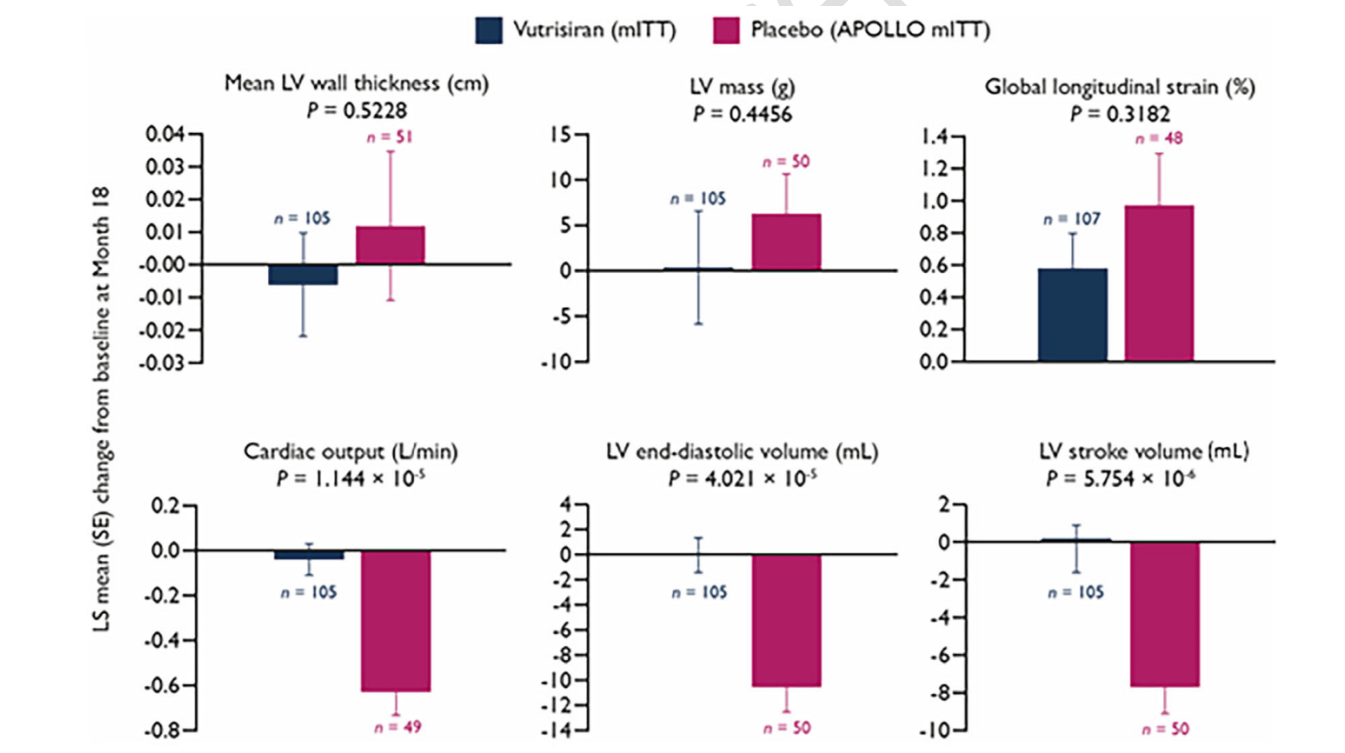 Vutrisiran (mITT) Placebo (APOLLO mITT)
LS mean (SE) change from baseline at Month 18
Mean LV wall thickness (cm)
P = 0.5228
0.04
0.03
0.02
0.01
-0.00
-0.01
-0.02
-0.03
n = 105
n = 51
LV mass (g)
P = 0.4456
15
10
5
0
-5
-10
n = 105
n = 50
Global longitudinal strain (%)
P = 0.3182
1.4
1.2
1.0
0.8
0.6
0.4
0.2
0.0
n = 107
n = 48
Cardiac output (L/min)
P = 1.144 × 10⁻⁵
0.2
0.0
-0.2
-0.4
-0.6
-0.8
n = 105
n = 49
LV end-diastolic volume (mL)
P = 4.021 × 10⁻⁵
4
2
0
-2
-4
-6
-8
-10
-12
-14
n = 105
n = 50
LV stroke volume (mL)
P = 5.754 × 10⁻⁶
2
0
-2
-4
-6
-8
-10
n = 105
n = 50